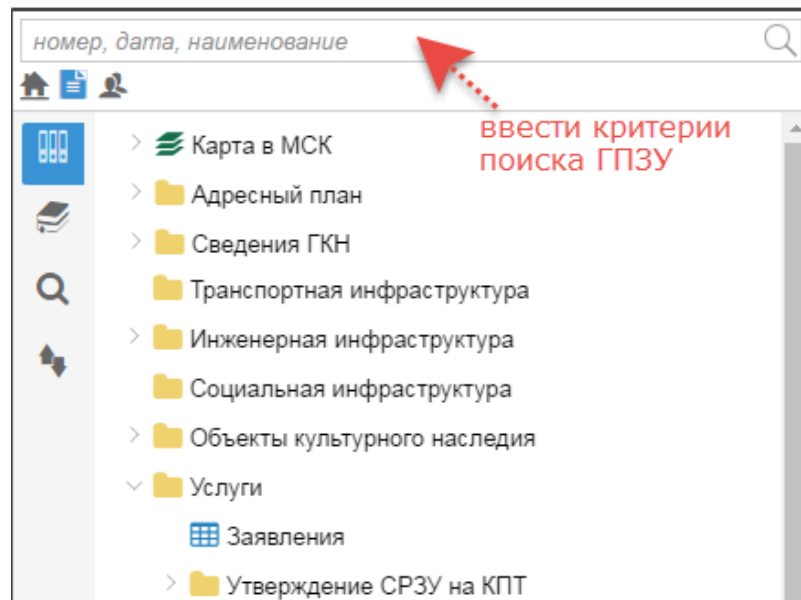 номер, дата, наименование
ввести критерии
поиска ГПЗУ
Карта в МСК
Адресный план
Сведения ГКН
Транспортная инфраструктура
Инженерная инфраструктура
Социальная инфраструктура
Объекты культурного наследия
Услуги
Заявления
Утверждение СРЗУ на КПТ